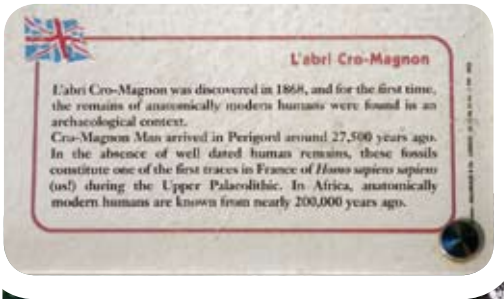 L'abri Cro-Magnon
L'abri Cro-Magnon was discovered in 1868, and for the first time,
the remains of anatomically modern humans were found in an
archaeological context.
Cro-Magnon Man arrived in Perigord around 27,500 years ago.
In the absence of well dated human remains, these fossils
constitute one of the first traces in France of Homo sapiens sapiens
(us!) during the Upper Palaeolithic. In Africa, anatomically
modern humans are known from nearly 200,000 years ago.